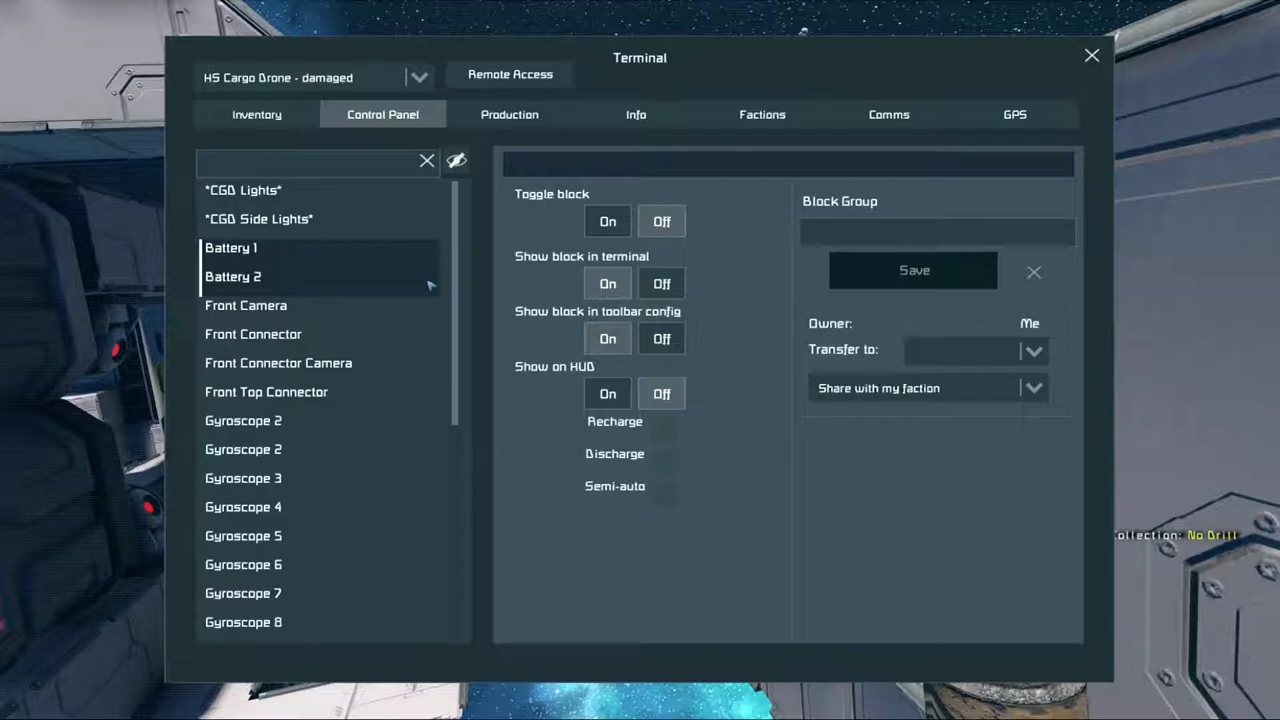 Terminal
HS Cargo Drone - damaged
Remote Access
Inventory
Control Panel
Production
Info
Factions
Comms
GPS
*CGD Lights*
*CGD Side Lights*
Battery 1
Battery 2
Front Camera
Front Connector
Front Connector Camera
Front Top Connector
Gyroscope 2
Gyroscope 2
Gyroscope 3
Gyroscope 4
Gyroscope 5
Gyroscope 6
Gyroscope 7
Gyroscope 8
Toggle block
On Off
Show block in terminal
On Off
Show block in toolbar config
On Off
Show on HUD
On Off
Recharge
Discharge
Semi-auto
Block Group
Save
Owner: Me
Transfer to:
Share with my faction
Collection: No Drill